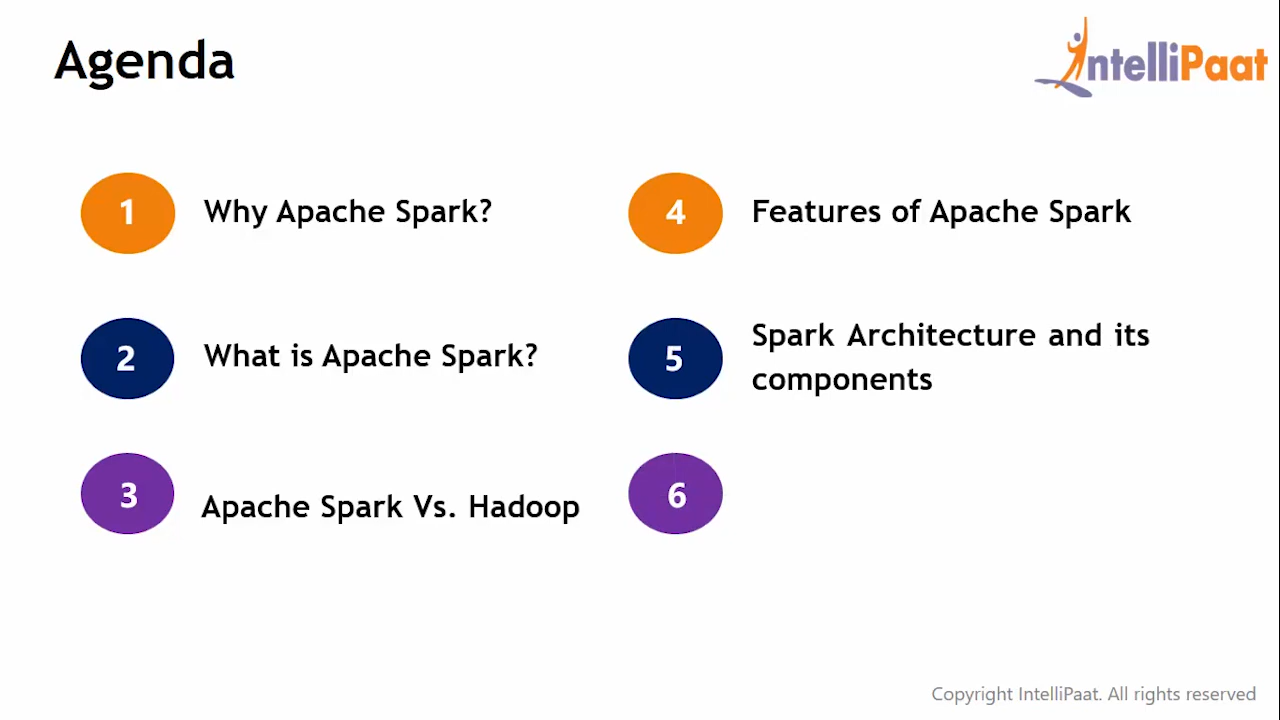 Agenda
IntelliPaat
1 Why Apache Spark?
2 What is Apache Spark?
3 Apache Spark Vs. Hadoop
4 Features of Apache Spark
5 Spark Architecture and its
components
6
Copyright IntelliPaat. All rights reserved